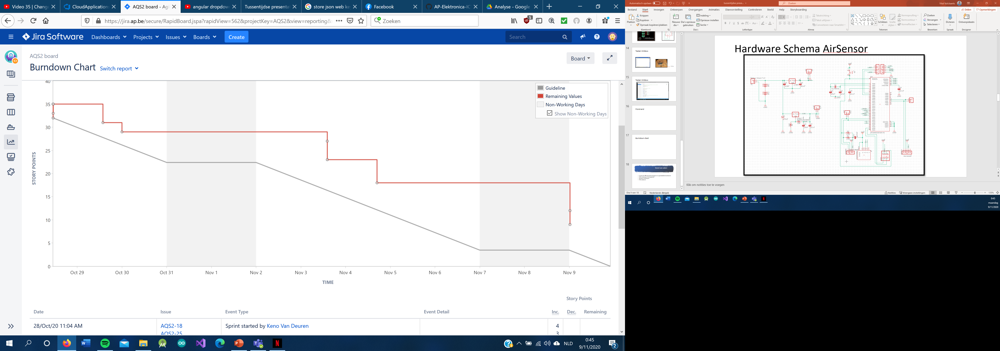 Video 35 | Change
CloudApplications
AQS2 board - Agi
angular dropdown
Tussentijdse presentat
store json web ke
Facebook
AP-Elektronica-IC
Analyse - Google
https://jira.ap.be/secure/RapidBoard.jspa?rapidView=562&projectKey=AQS2&view=reporting&
Zoeken
5
Jira Software
Dashboards
Projects
Issues
Boards
Create
Search
AQS2 board
Burndown Chart
Switch report
Board
Guideline
Remaining Values
Non-Working Days
Show Non-Working Days
STORY POINTS
40
35
30
25
20
15
10
5
0
Oct 29
Oct 30
Oct 31
Nov 1
Nov 2
Nov 3
Nov 4
Nov 5
Nov 6
Nov 7
Nov 8
Nov 9
TIME
Story Points
Date
Issue
Event Type
Event Detail
Inc.
Dec.
Remaining
28/Oct/20 11:04 AM
AQS2-18
Sprint started by Keno Van Deuren
4
AQS2-25
3
NLD
0:45
9/11/2020
2
Automatisch opslaan
tussentijdse prese...
Zoeken
Vital Volckaerts
Bestand
Start
Invoegen
Ontwerpen
Overgangen
Animaties
Diavoorstelling
Controleren
Beeld
Help
Storyboarding
Delen
Opmerkingen
Plakken
Knippen
Kopiëren
Opmaak kopiëren/plakken
Klembord
Nieuwe dia
Dia's opnieuw gebruiken
Indeling
Opnieuw instellen
Sectie
Dia's
Lettertype
Tekstrichting
Tekst uitlijnen
Converteren naar SmartArt
Alinea
Schikken
Snelle stijlen
Vormopvulling
Vormcontour
Vormeffecten
Tekenen
Zoeken
Vervangen
Selecteren
Bewerken
Dicteren
Spraak
Ontwerpideeën
Designer
HIH8xxx
14
Testen HIH8xxx
15
Testen HIH8xxx
16
Frond-end
17
Burndown chart
18
Stand van zaken
Hardware Schema AirSensor
Klik om notities toe te voegen
Dia 9 van 18
Nederlands (België)
Notities
Weergave-instellingen
135%
0:45
maandag
9/11/2020